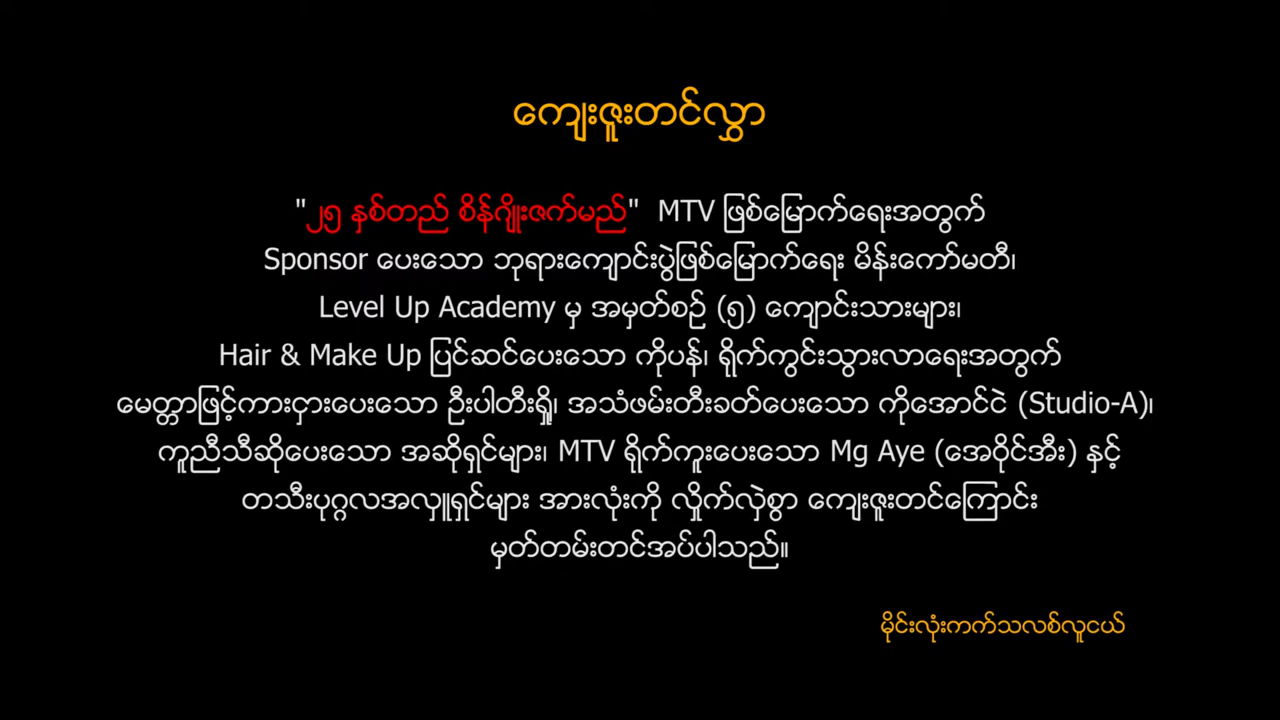 ကျေးဇူးတင်လွှာ
"၂၅ နှစ်တည် စိန်ဂျိုးဇက်မည်" MTV ဖြစ်မြောက်ရေးအတွက်
Sponsor ပေးသော ဘုရားကျောင်းပွဲဖြစ်မြောက်ရေး မိန်းကော်မတီ၊
Level Up Academy မှ အမှတ်စဉ် (၅) ကျောင်းသားများ၊
Hair & Make Up ပြင်ဆင်ပေးသော ကိုပန်၊ ရိုက်ကွင်းသွားလာရေးအတွက်
မေတ္တာဖြင့်ကားငှားပေးသော ဦးပါတီးရှို၊ အသံဖမ်းတီးခတ်ပေးသော ကိုအောင်ငဲ (Studio-A)၊
ကူညီသီဆိုပေးသော အဆိုရှင်များ၊ MTV ရိုက်ကူးပေးသော Mg Aye (အေဝိုင်အီး) နှင့်
တသီးပုဂ္ဂလအလှူရှင်များ အားလုံးကို လှိုက်လှဲစွာ ကျေးဇူးတင်ကြောင်း
မှတ်တမ်းတင်အပ်ပါသည်။
မိုင်းလုံးကက်သလစ်လူငယ်